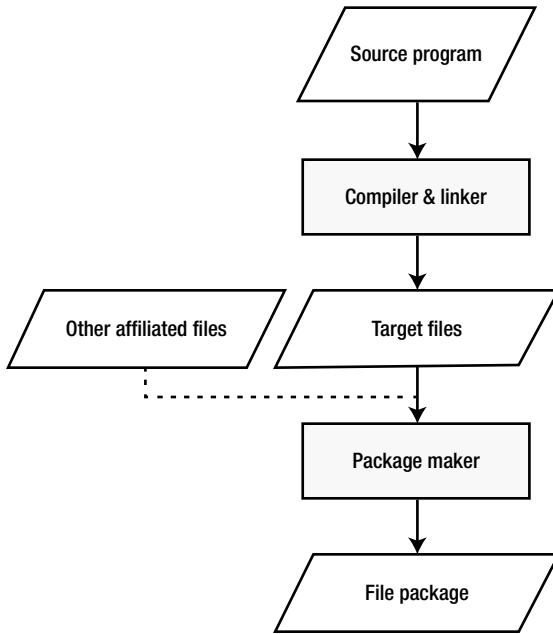 Source program
Compiler & linker
Other affiliated files
Target files
Package maker
File package